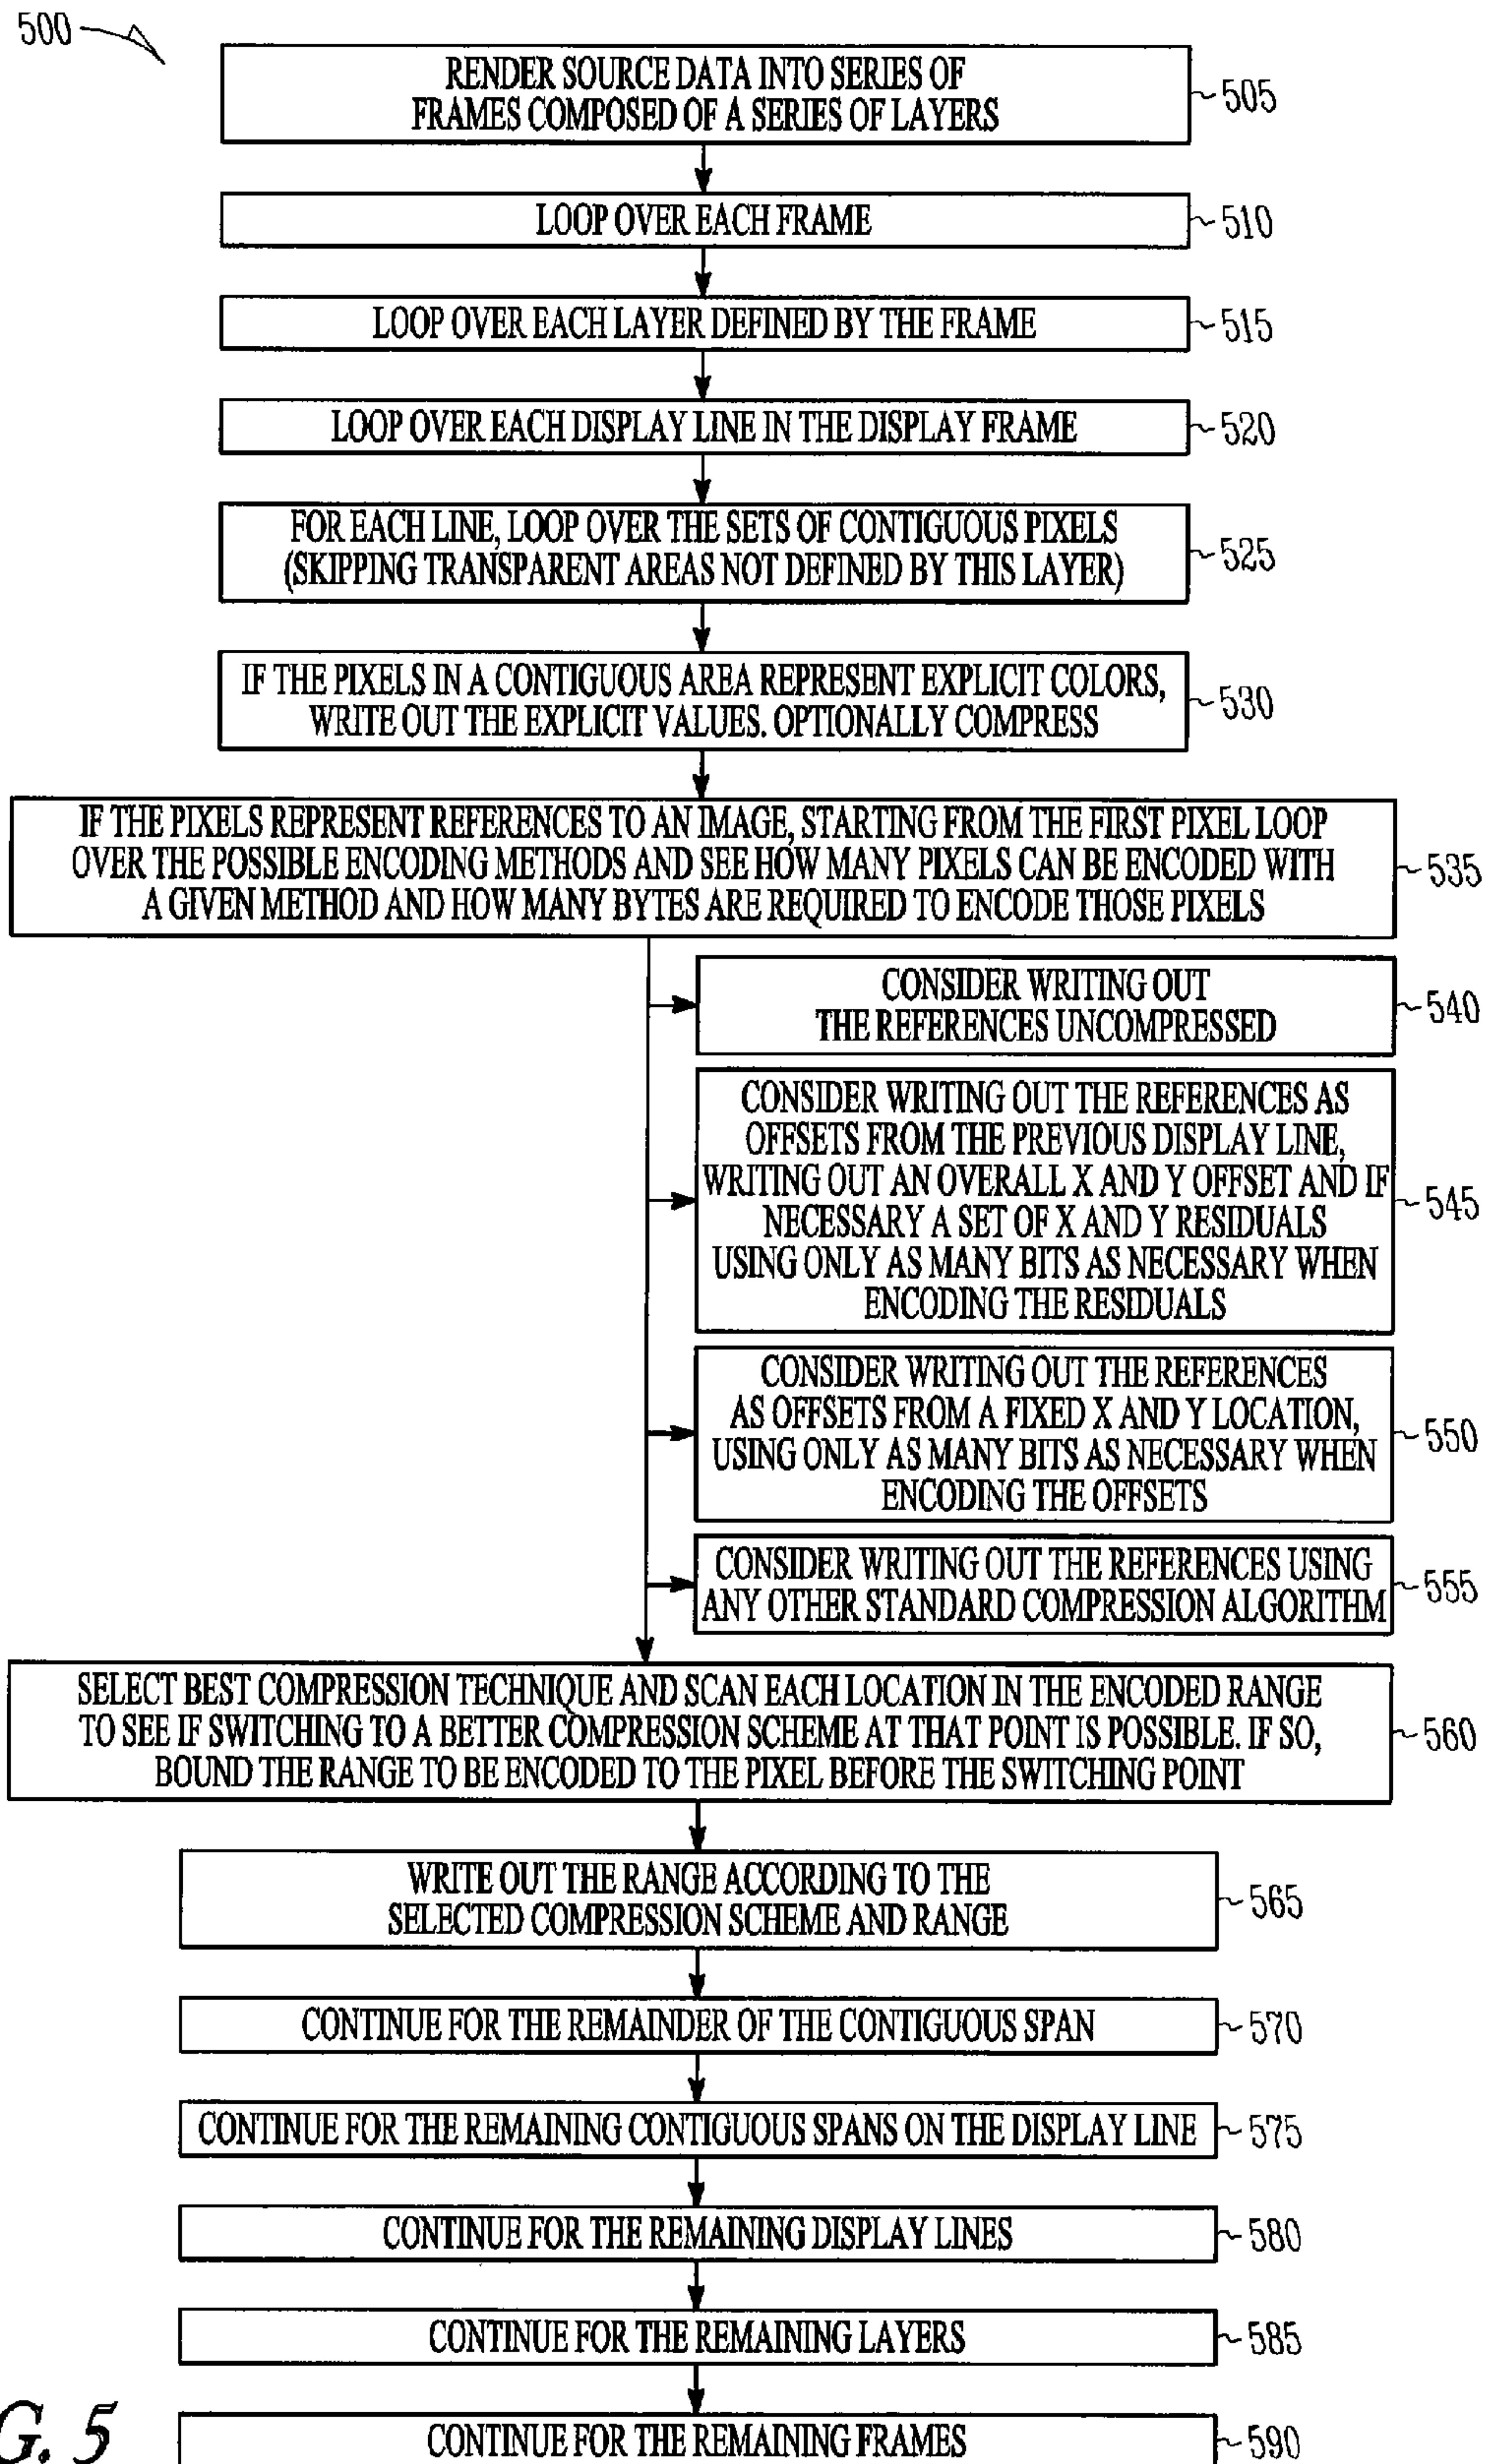 500
RENDER SOURCE DATA INTO SERIES OF
FRAMES COMPOSED OF A SERIES OF LAYERS
505
LOOP OVER EACH FRAME
510
LOOP OVER EACH LAYER DEFINED BY THE FRAME
515
LOOP OVER EACH DISPLAY LINE IN THE DISPLAY FRAME
520
FOR EACH LINE, LOOP OVER THE SETS OF CONTIGUOUS PIXELS
(SKIPPING TRANSPARENT AREAS NOT DEFINED BY THIS LAYER)
525
IF THE PIXELS IN A CONTIGUOUS AREA REPRESENT EXPLICIT COLORS,
WRITE OUT THE EXPLICIT VALUES. OPTIONALLY COMPRESS
530
IF THE PIXELS REPRESENT REFERENCES TO AN IMAGE, STARTING FROM THE FIRST PIXEL LOOP
OVER THE POSSIBLE ENCODING METHODS AND SEE HOW MANY PIXELS CAN BE ENCODED WITH
A GIVEN METHOD AND HOW MANY BYTES ARE REQUIRED TO ENCODE THOSE PIXELS
535
CONSIDER WRITING OUT
THE REFERENCES UNCOMPRESSED
540
CONSIDER WRITING OUT THE REFERENCES AS
OFFSETS FROM THE PREVIOUS DISPLAY LINE,
WRITING OUT AN OVERALL X AND Y OFFSET AND IF
NECESSARY A SET OF X AND Y RESIDUALS
USING ONLY AS MANY BITS AS NECESSARY WHEN
ENCODING THE RESIDUALS
545
CONSIDER WRITING OUT THE REFERENCES
AS OFFSETS FROM A FIXED X AND Y LOCATION,
USING ONLY AS MANY BITS AS NECESSARY WHEN
ENCODING THE OFFSETS
550
CONSIDER WRITING OUT THE REFERENCES USING
ANY OTHER STANDARD COMPRESSION ALGORITHM
555
SELECT BEST COMPRESSION TECHNIQUE AND SCAN EACH LOCATION IN THE ENCODED RANGE
TO SEE IF SWITCHING TO A BETTER COMPRESSION SCHEME AT THAT POINT IS POSSIBLE. IF SO,
BOUND THE RANGE TO BE ENCODED TO THE PIXEL BEFORE THE SWITCHING POINT
560
WRITE OUT THE RANGE ACCORDING TO THE
SELECTED COMPRESSION SCHEME AND RANGE
565
CONTINUE FOR THE REMAINDER OF THE CONTIGUOUS SPAN
570
CONTINUE FOR THE REMAINING CONTIGUOUS SPANS ON THE DISPLAY LINE
575
CONTINUE FOR THE REMAINING DISPLAY LINES
580
CONTINUE FOR THE REMAINING LAYERS
585
CONTINUE FOR THE REMAINING FRAMES
590
G. 5